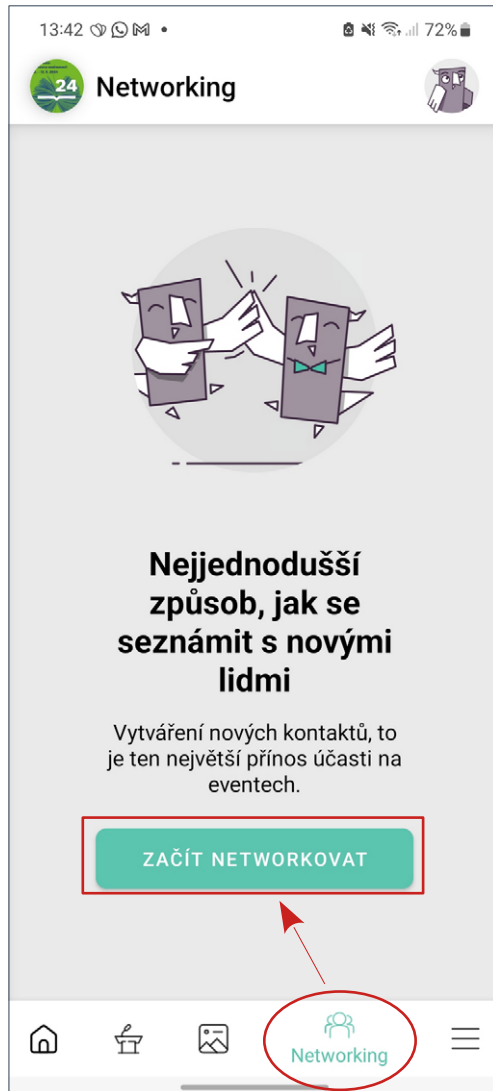 13:42
72%
24
Networking
Nejjednodušší
způsob, jak se
seznámit s novými
lidmi
Vytváření nových kontaktů, to
je ten největší přínos účasti na
eventech.
ZAČÍT NETWORKOVAT
Networking